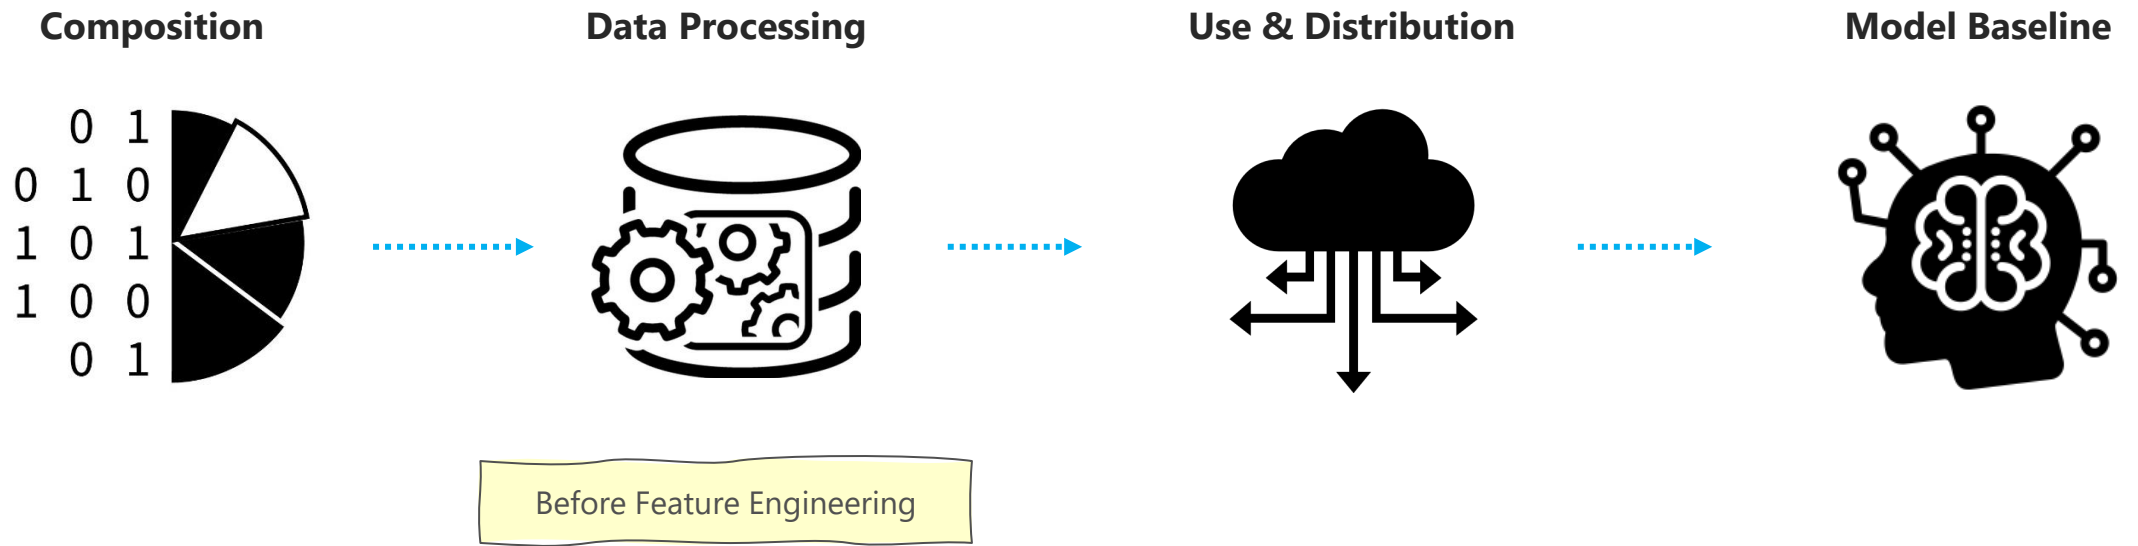 Composition
Data Processing
Use & Distribution
Model Baseline
0 1
0 1 0
1 0 1
1 0 0
0 1
Before Feature Engineering